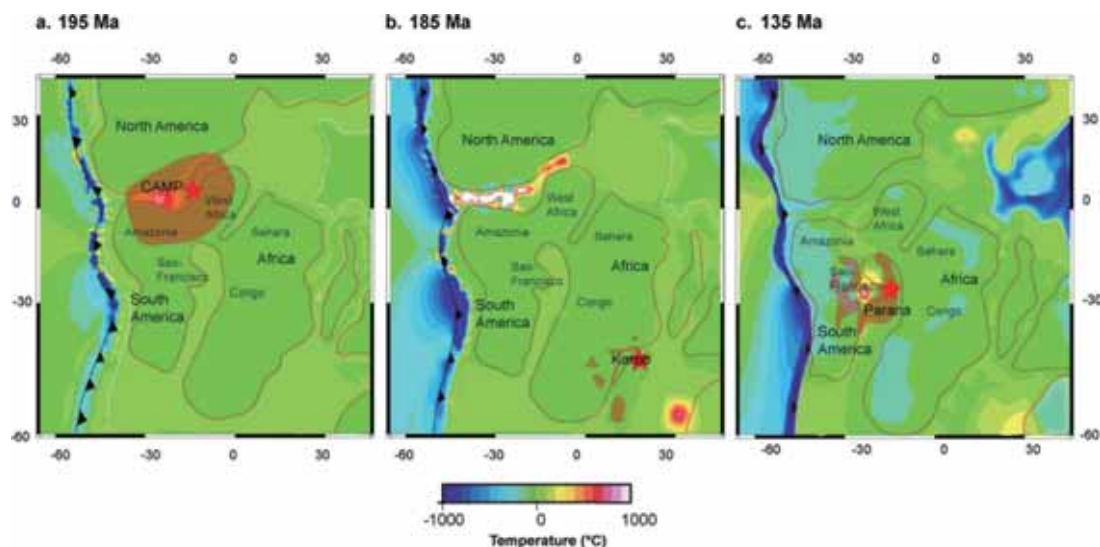 a. 195 Ma
b. 185 Ma
c. 135 Ma
-60 -30 0 30
-60 -30 0 30
-60 -30 0 30
30
0
-30
-60
North America
CAMP
West
Africa
Amazonia
Sahara
Sao-
Francisco
Africa
Congo
South
America
North America
West
Africa
Amazonia
Sahara
Sao-
Francisco
Africa
Congo
South
America
Karoo
North America
West
Africa
Amazonia
Sahara
Africa
Parana
Congo
South
America
30
0
-30
-60
-60 -30 0 30
-60 -30 0 30
-60 -30 0 30
-1000 0 1000
Temperature (°C)